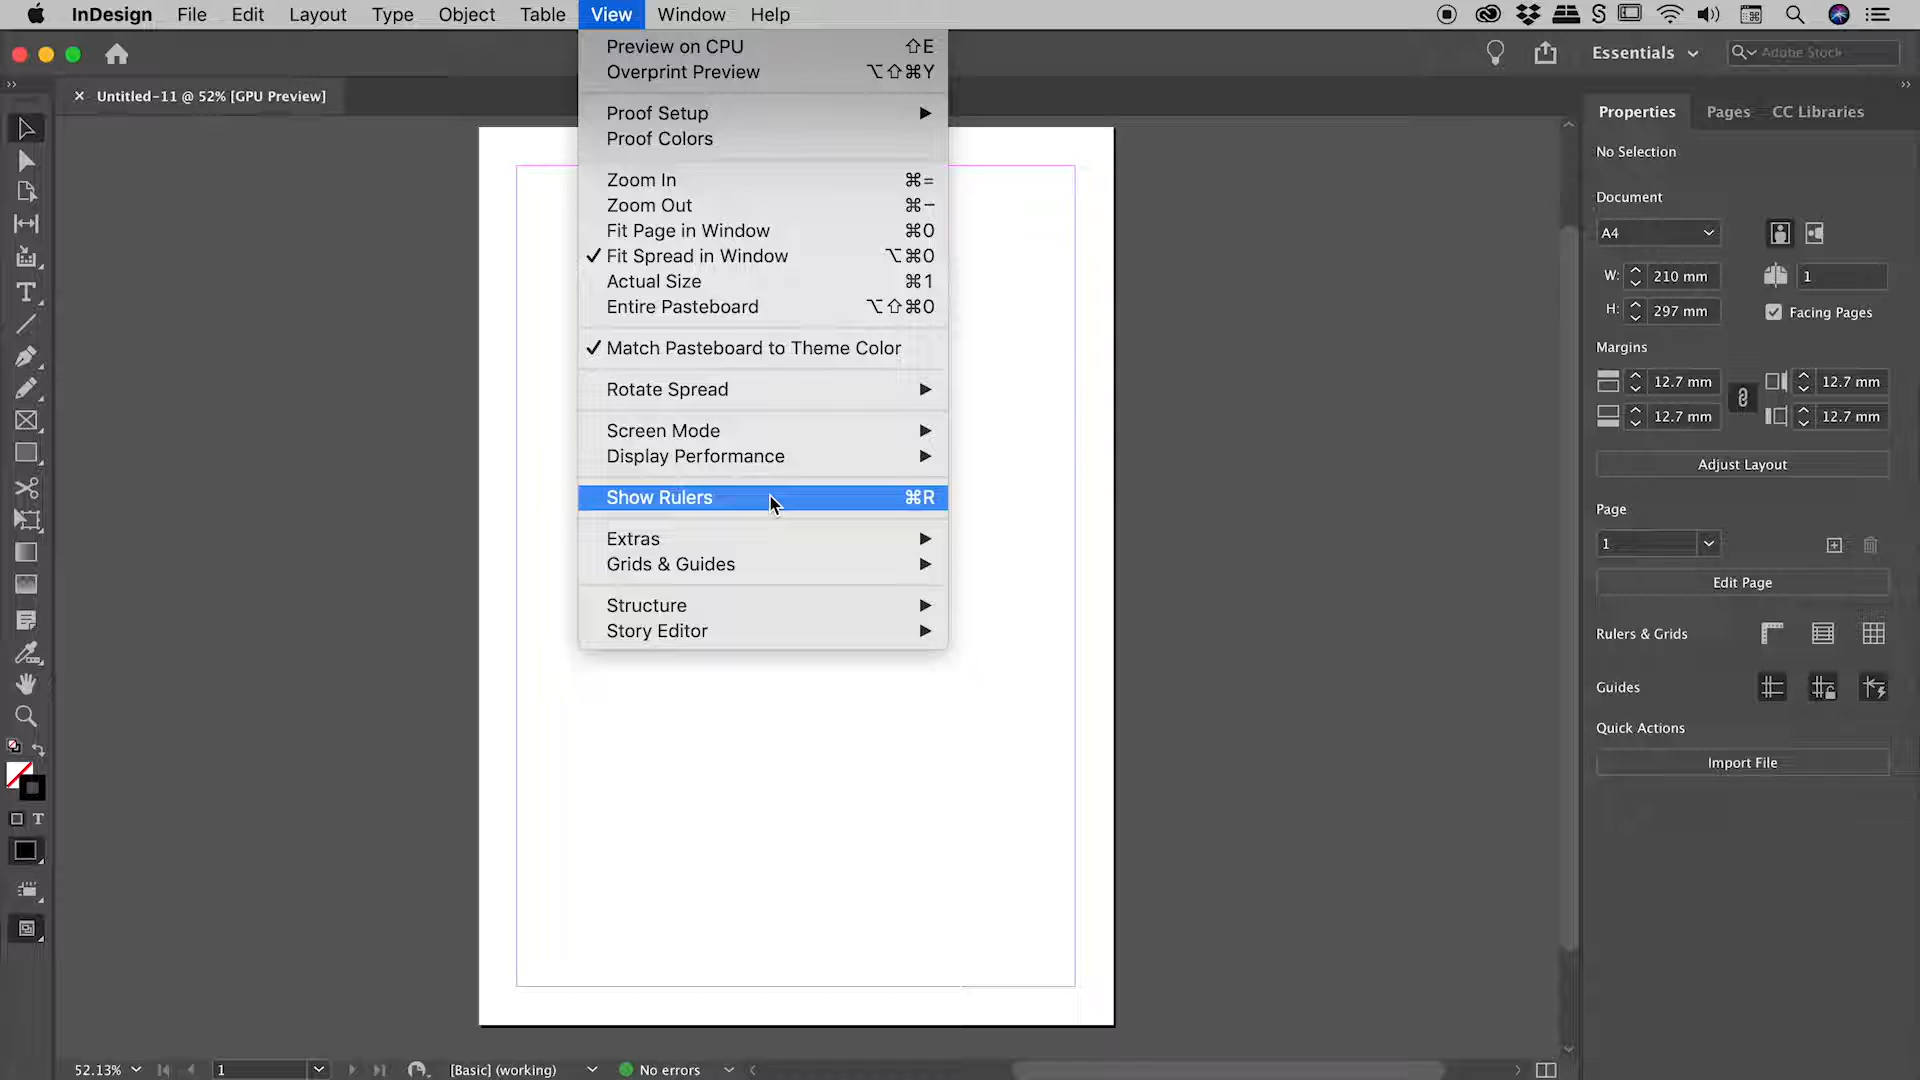 InDesign File Edit Layout Type Object Table View Window Help
Essentials
Adobe Stock
Untitled-11 @ 52% [GPU Preview]
Preview on CPU ⇧E
Overprint Preview ⌥⇧⌘Y
Proof Setup
Proof Colors
Zoom In ⌘=
Zoom Out ⌘−
Fit Page in Window ⌘0
✓ Fit Spread in Window ⌥⌘0
Actual Size ⌘1
Entire Pasteboard ⌥⇧⌘0
✓ Match Pasteboard to Theme Color
Rotate Spread
Screen Mode
Display Performance
Show Rulers ⌘R
Extras
Grids & Guides
Structure
Story Editor
Properties Pages CC Libraries
No Selection
Document
A4
W: 210 mm 1
H: 297 mm Facing Pages
Margins
12.7 mm 12.7 mm
12.7 mm 12.7 mm
Adjust Layout
Page
1
Edit Page
Rulers & Grids
Guides
Quick Actions
Import File
52.13% 1 [Basic] (working) No errors